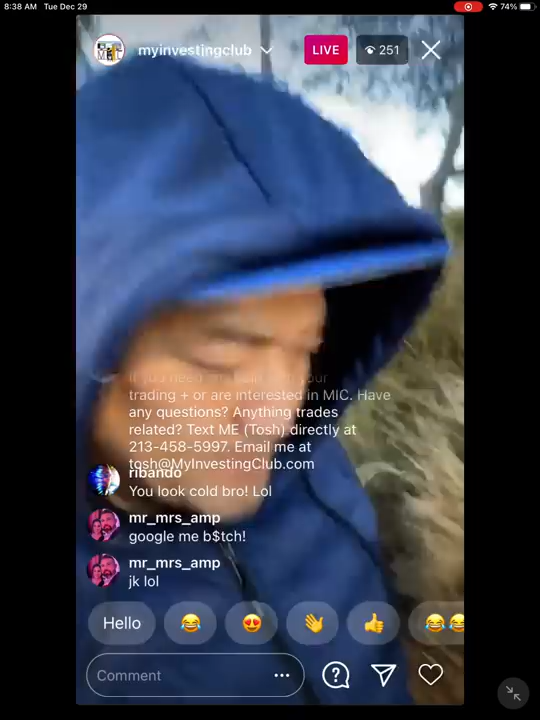 8:38 AM Tue Dec 29
74%
myinvestingclub
LIVE
251
If you need
your
trading + or are interested in MIC. Have
any questions? Anything trades
related? Text ME (Tosh) directly at
213-458-5997. Email me at
tosh@MyInvestingClub.com
ribando
You look cold bro! Lol
mr_mrs_amp
google me b$tch!
mr_mrs_amp
jk lol
Hello
Comment